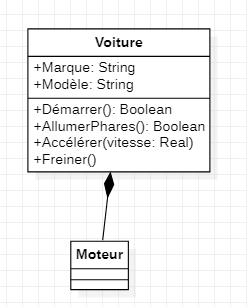 Voiture
+Marque: String
+Modèle: String
+Démarrer(): Boolean
+AllumerPhares(): Boolean
+Accélérer(vitesse: Real)
+Freiner()
Moteur